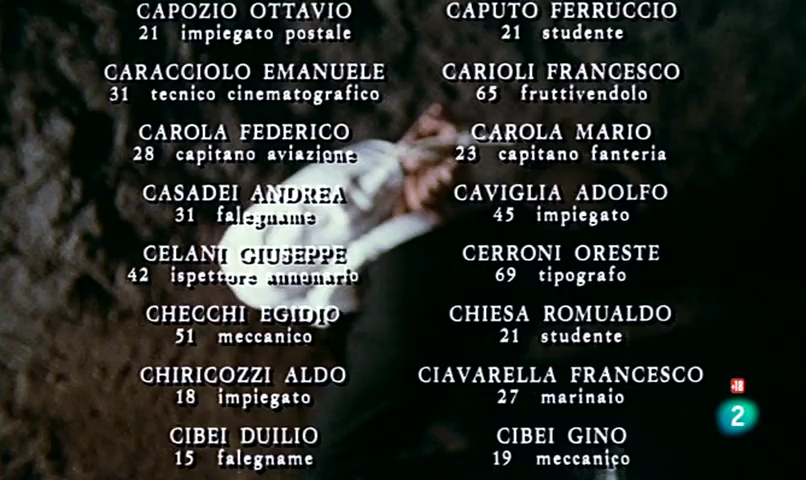 CAPOZIO OTTAVIO
21 impiegato postale
CAPUTO FERRUCCIO
21 studente
CARACCIOLO EMANUELE
31 tecnico cinematografico
CARIOLI FRANCESCO
65 fruttivendolo
CAROLA FEDERICO
28 capitano aviazione
CAROLA MARIO
23 capitano fanteria
CASADEI ANDREA
31 falegname
CAVIGLIA ADOLFO
45 impiegato
CELANI GIUSEPPE
42 ispettore annonario
CERRONI ORESTE
69 tipografo
CHECCHI EGIDIO
51 meccanico
CHIESA ROMUALDO
21 studente
CHIRICOZZI ALDO
18 impiegato
CIAVARELLA FRANCESCO
27 marinaio
CIBEI DUILIO
15 falegname
CIBEI GINO
19 meccanico
+18
2